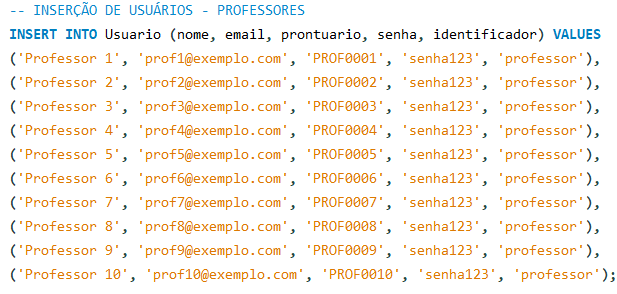 -- INSERÇÃO DE USUÁRIOS - PROFESSORES
INSERT INTO Usuario (nome, email, prontuario, senha, identificador) VALUES
('Professor 1', 'prof1@exemplo.com', 'PROF0001', 'senha123', 'professor'),
('Professor 2', 'prof2@exemplo.com', 'PROF0002', 'senha123', 'professor'),
('Professor 3', 'prof3@exemplo.com', 'PROF0003', 'senha123', 'professor'),
('Professor 4', 'prof4@exemplo.com', 'PROF0004', 'senha123', 'professor'),
('Professor 5', 'prof5@exemplo.com', 'PROF0005', 'senha123', 'professor'),
('Professor 6', 'prof6@exemplo.com', 'PROF0006', 'senha123', 'professor'),
('Professor 7', 'prof7@exemplo.com', 'PROF0007', 'senha123', 'professor'),
('Professor 8', 'prof8@exemplo.com', 'PROF0008', 'senha123', 'professor'),
('Professor 9', 'prof9@exemplo.com', 'PROF0009', 'senha123', 'professor'),
('Professor 10', 'prof10@exemplo.com', 'PROF0010', 'senha123', 'professor');